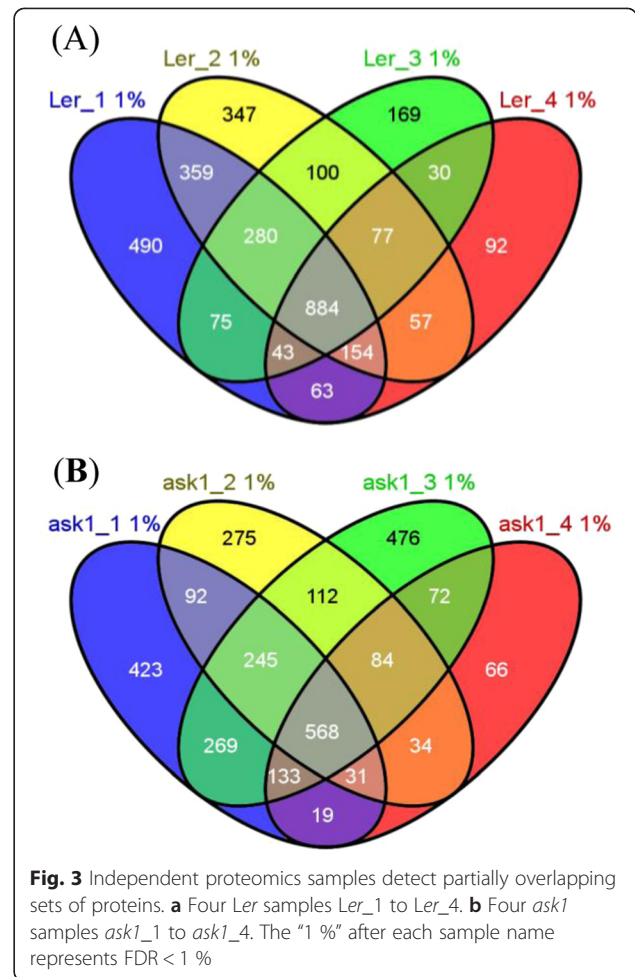 (A)
Ler_2 1%
Ler_3 1%
Ler_1 1%
Ler_4 1%
347
169
359
100
30
490
280
77
92
884
75
57
43
154
63
(B)
ask1_2 1%
ask1_3 1%
ask1_1 1%
ask1_4 1%
275
476
92
112
72
423
245
84
66
568
269
34
133
31
19
Fig. 3 Independent proteomics samples detect partially overlapping
sets of proteins. a Four Ler samples Ler_1 to Ler_4. b Four ask1
samples ask1_1 to ask1_4. The “1 %” after each sample name
represents FDR < 1 %